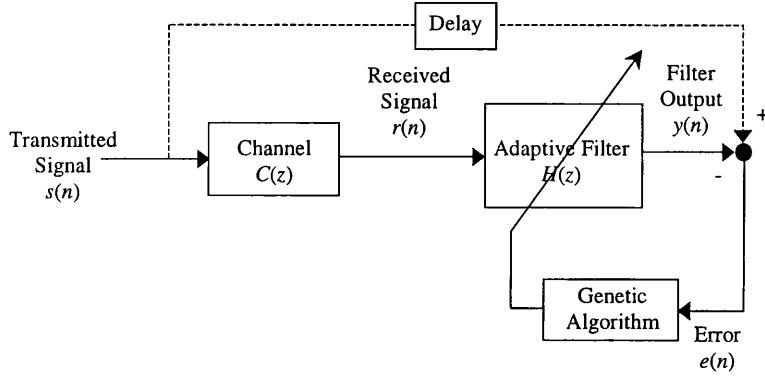 Delay
Received
Signal
r(n)
Filter
Output
y(n)
+
Transmitted
Signal
s(n)
Channel
C(z)
Adaptive Filter
H(z)
-
Genetic
Algorithm
Error
e(n)